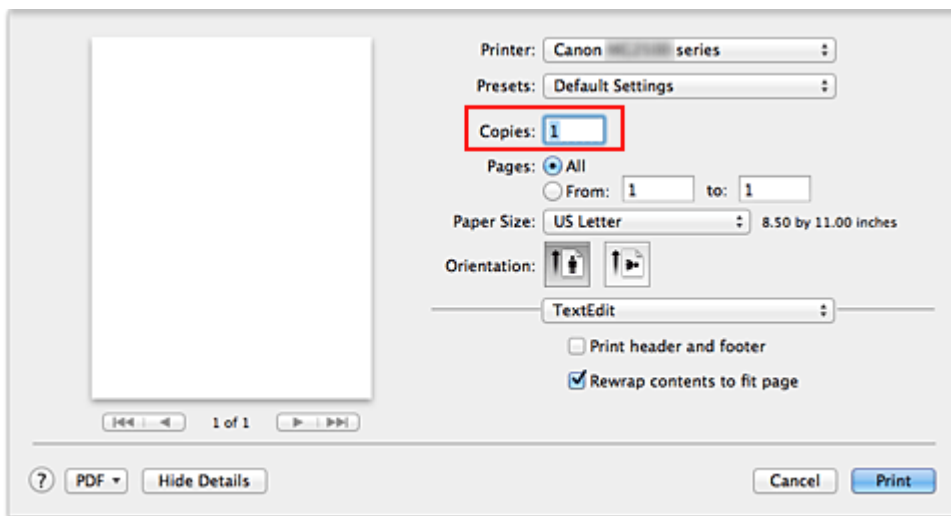 Printer: Canon series
Presets: Default Settings
Copies: 1
Pages: All
From: 1 to: 1
Paper Size: US Letter 8.50 by 11.00 inches
Orientation:
TextEdit
Print header and footer
Rewrap contents to fit page
1 of 1
? PDF Hide Details Cancel Print